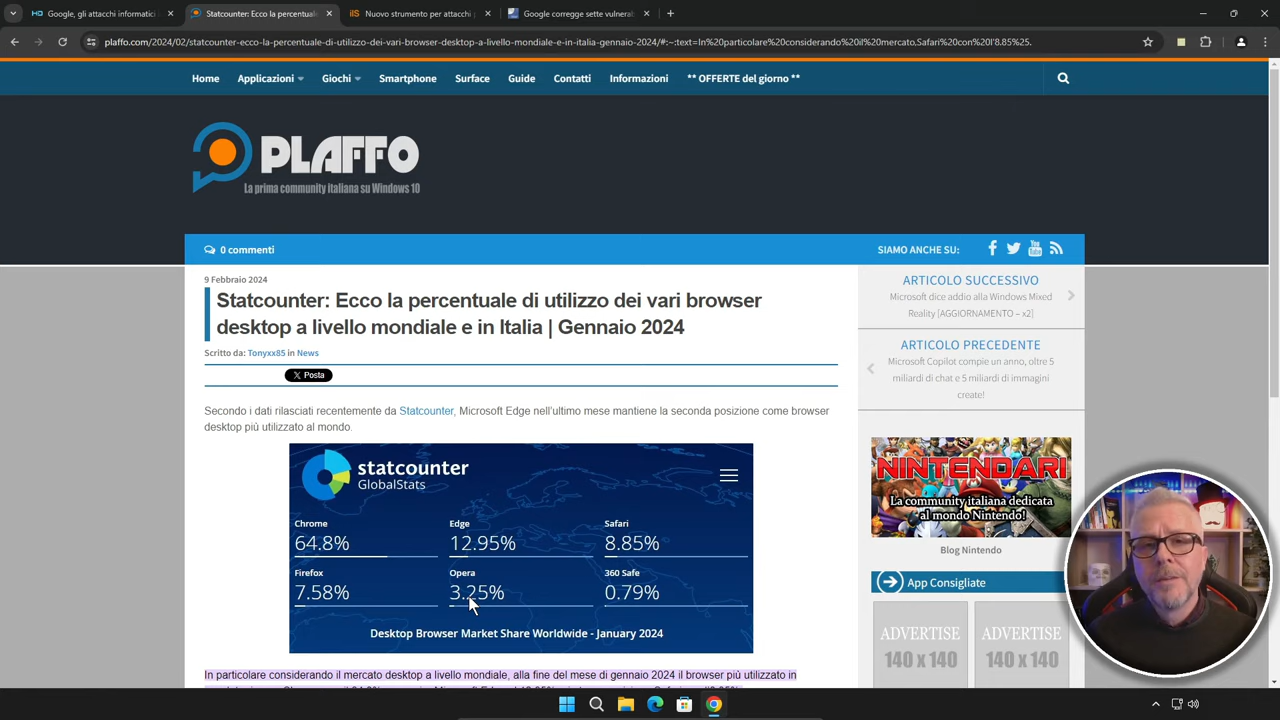 Google, gli attacchi informatici
Statcounter: Ecco la percentuale
Nuovo strumento per attacchi
Google corregge sette vulnerab
plaffo.com/2024/02/statcounter-ecco-la-percentuale-di-utilizzo-dei-vari-browser-desktop-a-livello-mondiale-e-in-italia-gennaio-2024/#:~:text=In%20particolare%20considerando%20il%20mercato,Safari%20con%20l'8.85%25.
Home Applicazioni Giochi Smartphone Surface Guide Contatti Informazioni ** OFFERTE del giorno **
PLAFFO
La prima community italiana su Windows 10
0 commenti
SIAMO ANCHE SU:
9 Febbraio 2024
Statcounter: Ecco la percentuale di utilizzo dei vari browser
desktop a livello mondiale e in Italia | Gennaio 2024
Scritto da: Tonyxx85 in News
Posta
Secondo i dati rilasciati recentemente da Statcounter, Microsoft Edge nell'ultimo mese mantiene la seconda posizione come browser
desktop più utilizzato al mondo.
statcounter
GlobalStats
Chrome Edge Safari
64.8% 12.95% 8.85%
Firefox Opera 360 Safe
7.58% 3.25% 0.79%
Desktop Browser Market Share Worldwide - January 2024
In particolare considerando il mercato desktop a livello mondiale, alla fine del mese di gennaio 2024 il browser più utilizzato in
ARTICOLO SUCCESSIVO
Microsoft dice addio alla Windows Mixed
Reality [AGGIORNAMENTO – x2]
ARTICOLO PRECEDENTE
Microsoft Copilot compie un anno, oltre 5
miliardi di chat e 5 miliardi di immagini
create!
NINTENDARI
La community italiana dedicata
al mondo Nintendo!
Blog Nintendo
App Consigliate
ADVERTISE ADVERTISE
140 x 140 140 x 140